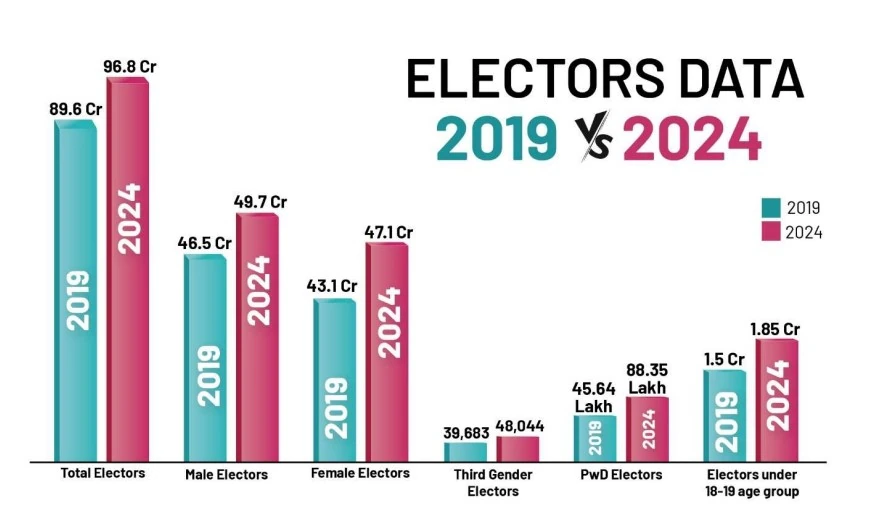 ELECTORS DATA
2019 VS 2024
2019
2024
89.6 Cr
96.8 Cr
2019
2024
Total Electors
46.5 Cr
49.7 Cr
2019
2024
Male Electors
43.1 Cr
47.1 Cr
2019
2024
Female Electors
39,683
48,044
Third Gender
Electors
45.64
Lakh
88.35
Lakh
2019
2024
PwD Electors
1.5 Cr
1.85 Cr
2019
2024
Electors under
18-19 age group